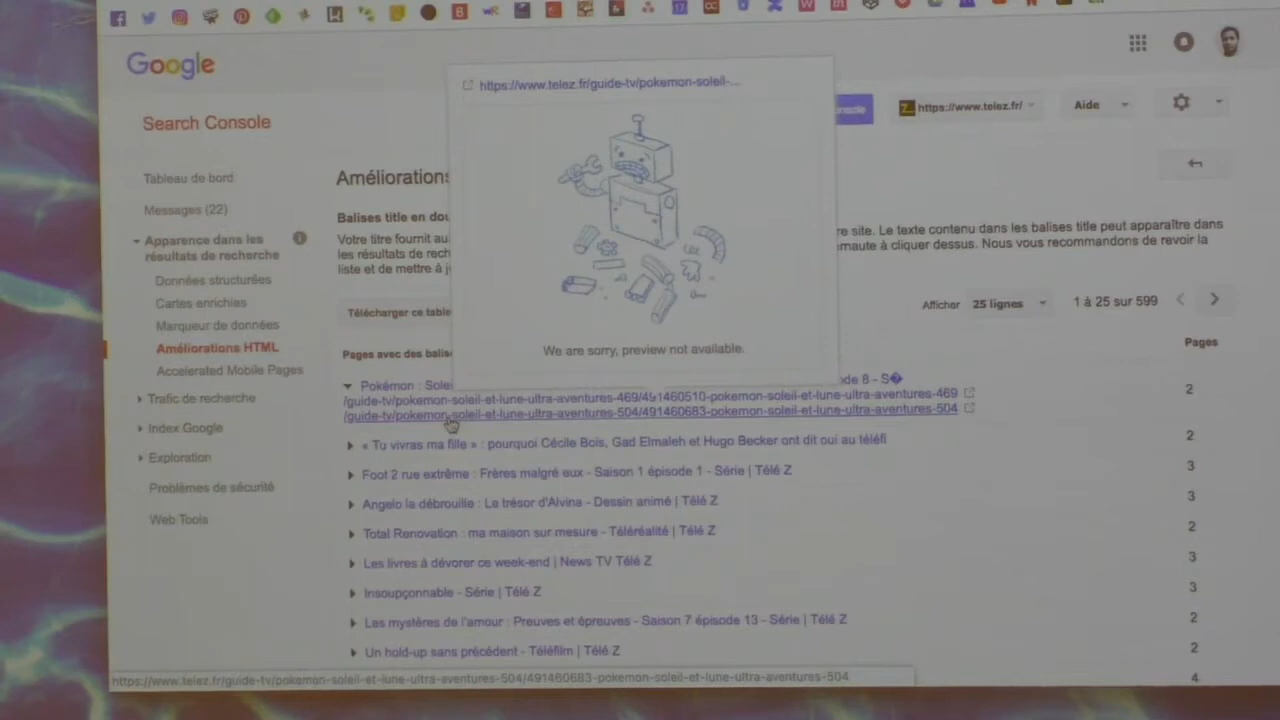 Google
https://www.telez.fr/guide-tv/pokemon-soleil-...
https://www.telez.fr/
Aide
Search Console
Tableau de bord
Messages (22)
Apparence dans les
résultats de recherche
Données structurées
Cartes enrichies
Marqueur de données
Améliorations HTML
Accelerated Mobile Pages
Trafic de recherche
Index Google
Exploration
Problèmes de sécurité
Web Tools
Améliorations
Balises title en dou
Votre titre fournit au
les résultats de rech
liste et de mettre à j
re site. Le texte contenu dans les balises title peut apparaître dans
rnaute à cliquer dessus. Nous vous recommandons de revoir la
Télécharger ce table
Afficher 25 lignes 1 à 25 sur 599
We are sorry, preview not available.
Pages avec des balis
Pages
Pokémon : Solei
ode 8 - S�
2
/guide-tv/pokemon-soleil-et-lune-ultra-aventures-469/491460510-pokemon-soleil-et-lune-ultra-aventures-469
/guide-tv/pokemon-soleil-et-lune-ultra-aventures-504/491460683-pokemon-soleil-et-lune-ultra-aventures-504
« Tu vivras ma fille » : pourquoi Cécile Bois, Gad Elmaleh et Hugo Becker ont dit oui au téléfi 2
Foot 2 rue extrême : Frères malgré eux - Saison 1 épisode 1 - Série | Télé Z 3
Angelo la débrouille : Le trésor d'Alvina - Dessin animé | Télé Z 3
Total Renovation : ma maison sur mesure - Téléréalité | Télé Z 2
Les livres à dévorer ce week-end | News TV Télé Z 3
Insoupçonnable - Série | Télé Z 3
Les mystères de l'amour : Preuves et épreuves - Saison 7 épisode 13 - Série | Télé Z 2
Un hold-up sans précédent - Téléfilm | Télé Z 2
4
https://www.telez.fr/guide-tv/pokemon-soleil-et-lune-ultra-aventures-504/491460683-pokemon-soleil-et-lune-ultra-aventures-504